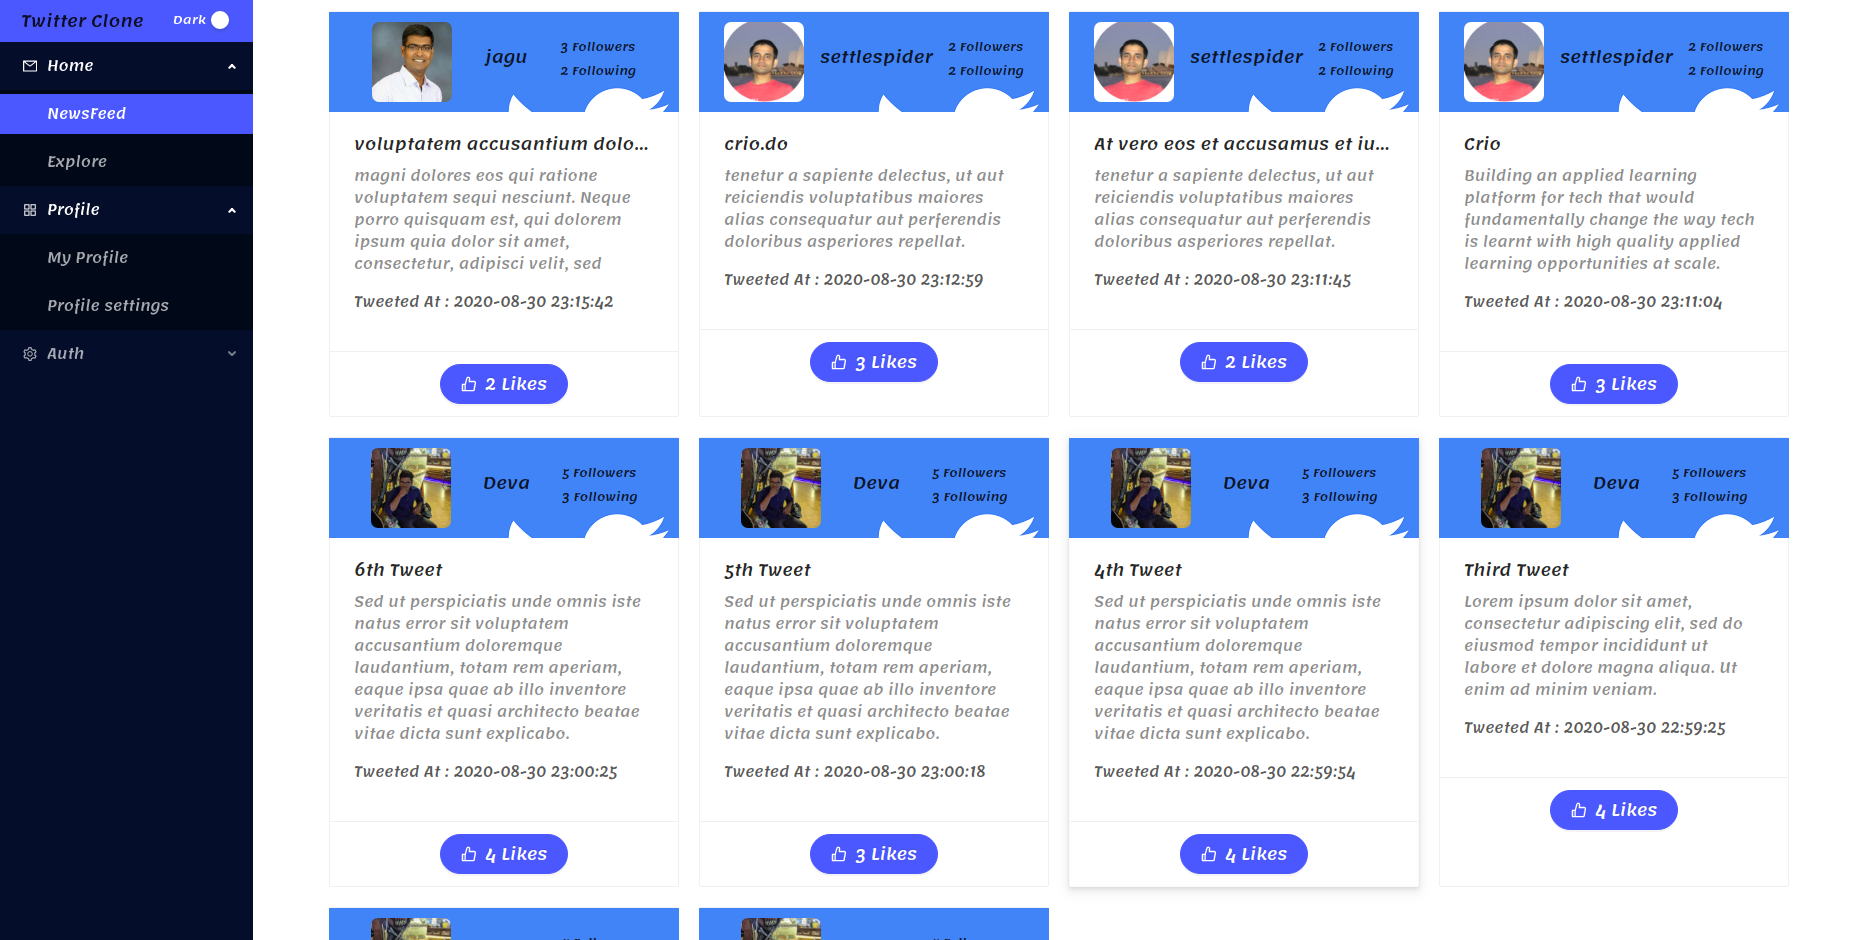 Twitter Clone
Dark
Home
NewsFeed
Explore
Profile
My Profile
Profile settings
Auth
jagu
3 Followers
2 Following
voluptatem accusantium dolo...
magni dolores eos qui ratione
voluptatem sequi nesciunt. Neque
porro quisquam est, qui dolorem
ipsum quia dolor sit amet,
consectetur, adipisci velit, sed
Tweeted At : 2020-08-30 23:15:42
2 Likes
settlespider
2 Followers
2 Following
crio.do
tenetur a sapiente delectus, ut aut
reiciendis voluptatibus maiores
alias consequatur aut perferendis
doloribus asperiores repellat.
Tweeted At : 2020-08-30 23:12:59
3 Likes
settlespider
2 Followers
2 Following
At vero eos et accusamus et iu...
tenetur a sapiente delectus, ut aut
reiciendis voluptatibus maiores
alias consequatur aut perferendis
doloribus asperiores repellat.
Tweeted At : 2020-08-30 23:11:45
2 Likes
settlespider
2 Followers
2 Following
Crio
Building an applied learning
platform for tech that would
fundamentally change the way tech
is learnt with high quality applied
learning opportunities at scale.
Tweeted At : 2020-08-30 23:11:04
3 Likes
Deva
5 Followers
3 Following
6th Tweet
Sed ut perspiciatis unde omnis iste
natus error sit voluptatem
accusantium doloremque
laudantium, totam rem aperiam,
eaque ipsa quae ab illo inventore
veritatis et quasi architecto beatae
vitae dicta sunt explicabo.
Tweeted At : 2020-08-30 23:00:25
4 Likes
Deva
5 Followers
3 Following
5th Tweet
Sed ut perspiciatis unde omnis iste
natus error sit voluptatem
accusantium doloremque
laudantium, totam rem aperiam,
eaque ipsa quae ab illo inventore
veritatis et quasi architecto beatae
vitae dicta sunt explicabo.
Tweeted At : 2020-08-30 23:00:18
3 Likes
Deva
5 Followers
3 Following
4th Tweet
Sed ut perspiciatis unde omnis iste
natus error sit voluptatem
accusantium doloremque
laudantium, totam rem aperiam,
eaque ipsa quae ab illo inventore
veritatis et quasi architecto beatae
vitae dicta sunt explicabo.
Tweeted At : 2020-08-30 22:59:54
4 Likes
Deva
5 Followers
3 Following
Third Tweet
Lorem ipsum dolor sit amet,
consectetur adipiscing elit, sed do
eiusmod tempor incididunt ut
labore et dolore magna aliqua. Ut
enim ad minim veniam.
Tweeted At : 2020-08-30 22:59:25
4 Likes